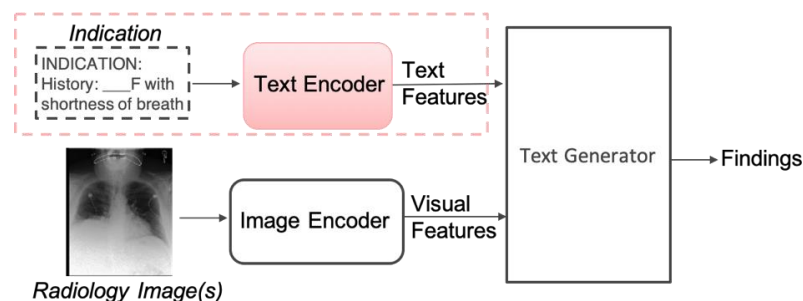 Indication
INDICATION:
History: ___F with
shortness of breath
Text Encoder
Text
Features
Radiology Image(s)
Image Encoder
Visual
Features
Text Generator
Findings